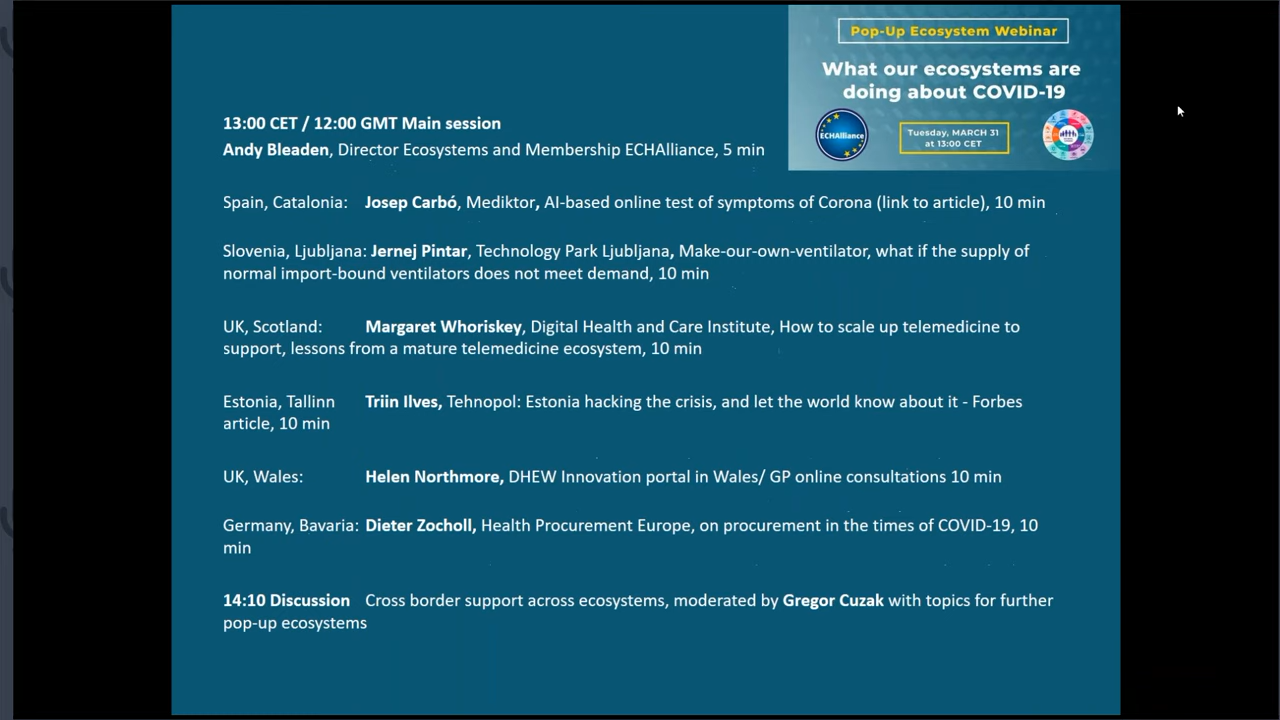 Pop-Up Ecosystem Webinar
What our ecosystems are
doing about COVID-19
ECHAlliance
Tuesday, MARCH 31
at 13:00 CET
13:00 CET / 12:00 GMT Main session
Andy Bleaden, Director Ecosystems and Membership ECHAlliance, 5 min
Spain, Catalonia: Josep Carbó, Mediktor, AI-based online test of symptoms of Corona (link to article), 10 min
Slovenia, Ljubljana: Jernej Pintar, Technology Park Ljubljana, Make-our-own-ventilator, what if the supply of
normal import-bound ventilators does not meet demand, 10 min
UK, Scotland: Margaret Whoriskey, Digital Health and Care Institute, How to scale up telemedicine to
support, lessons from a mature telemedicine ecosystem, 10 min
Estonia, Tallinn Triin Ilves, Tehnopol: Estonia hacking the crisis, and let the world know about it - Forbes
article, 10 min
UK, Wales: Helen Northmore, DHEW Innovation portal in Wales/ GP online consultations 10 min
Germany, Bavaria: Dieter Zocholl, Health Procurement Europe, on procurement in the times of COVID-19, 10
min
14:10 Discussion Cross border support across ecosystems, moderated by Gregor Cuzak with topics for further
pop-up ecosystems